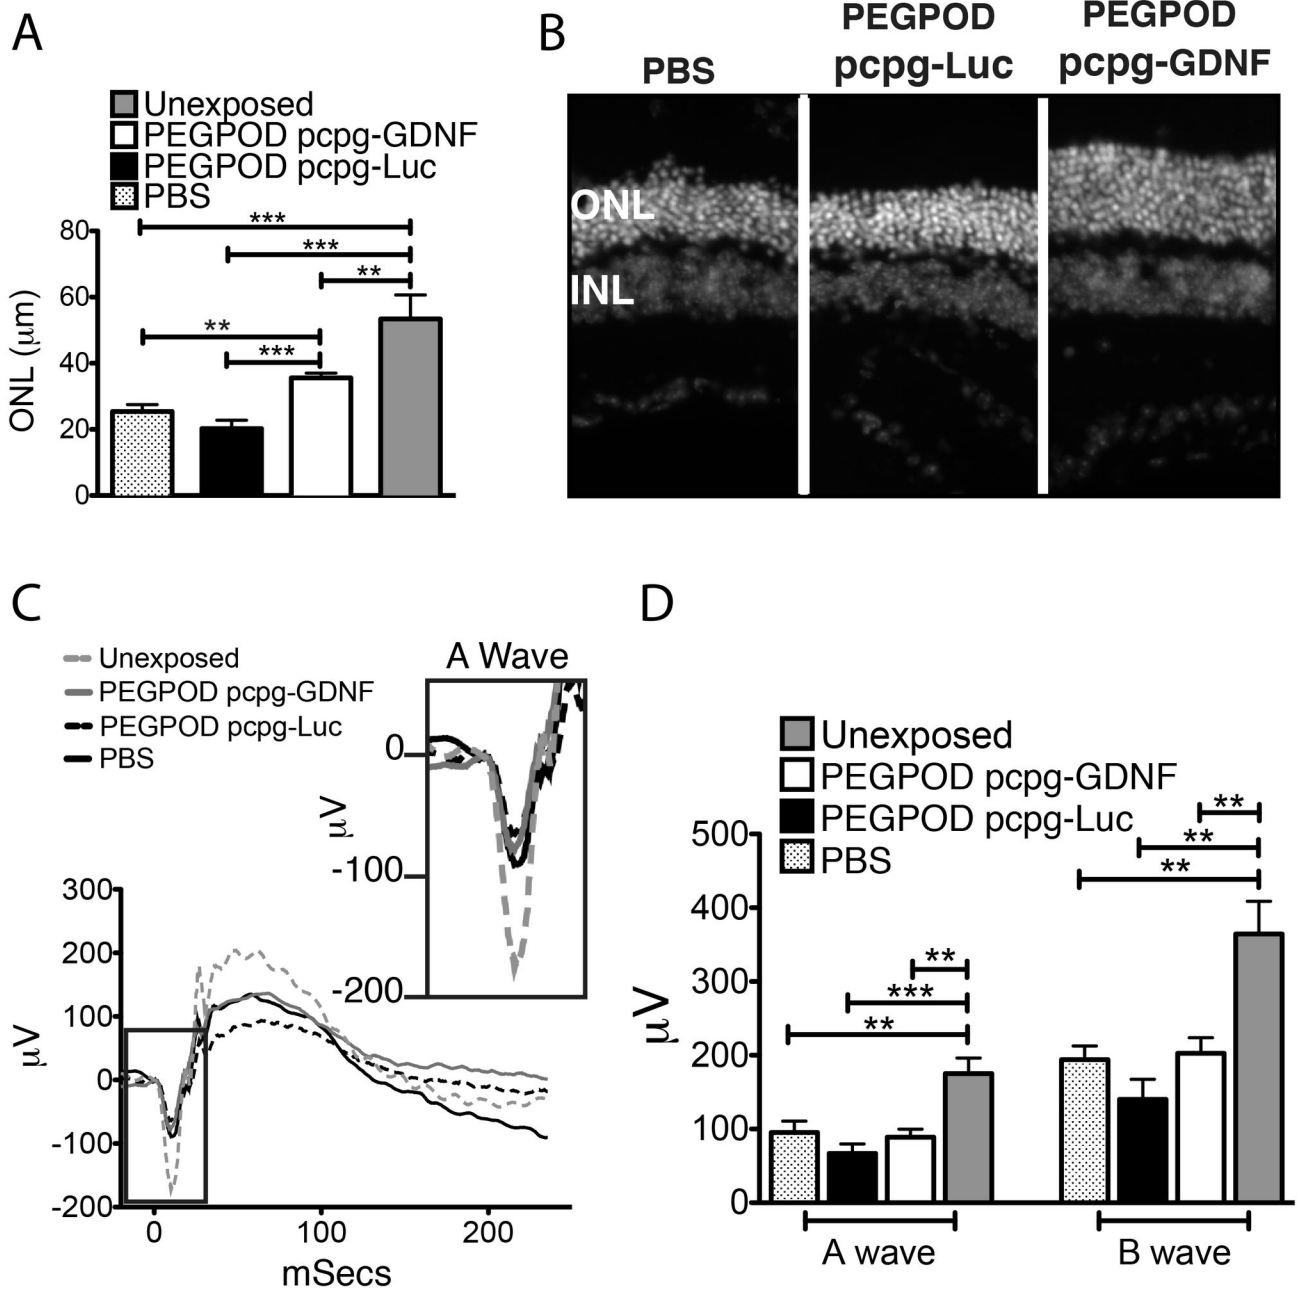 A
Unexposed
PEGPOD pcpg-GDNF
PEGPOD pcpg-Luc
PBS
***
***
**
**
***
80
60
40
20
0
ONL (µm)
B
PBS
PEGPOD
pcpg-Luc
PEGPOD
pcpg-GDNF
ONL
INL
C
Unexposed
PEGPOD pcpg-GDNF
PEGPOD pcpg-Luc
PBS
A Wave
0
-100
-200
µV
300
200
100
0
-100
-200
µV
0 100 200
mSecs
D
Unexposed
PEGPOD pcpg-GDNF
PEGPOD pcpg-Luc
PBS
**
**
**
**
***
**
500
400
300
200
100
0
µV
A wave B wave